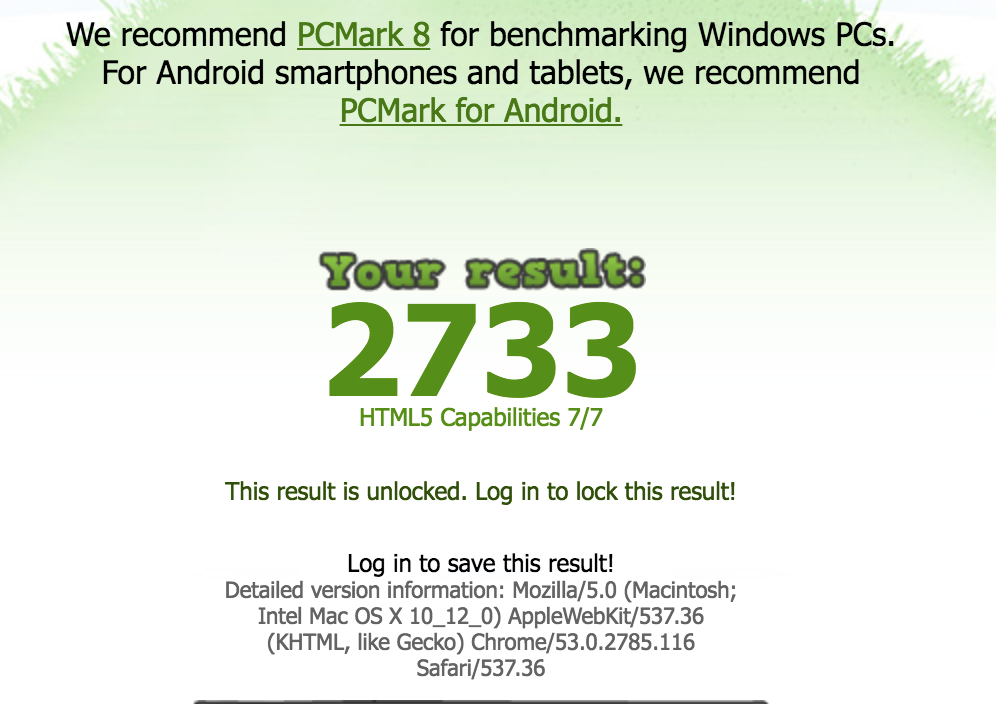 We recommend PCMark 8 for benchmarking Windows PCs.
For Android smartphones and tablets, we recommend
PCMark for Android.
Your result:
2733
HTML5 Capabilities 7/7
This result is unlocked. Log in to lock this result!
Log in to save this result!
Detailed version information: Mozilla/5.0 (Macintosh;
Intel Mac OS X 10_12_0) AppleWebKit/537.36
(KHTML, like Gecko) Chrome/53.0.2785.116
Safari/537.36